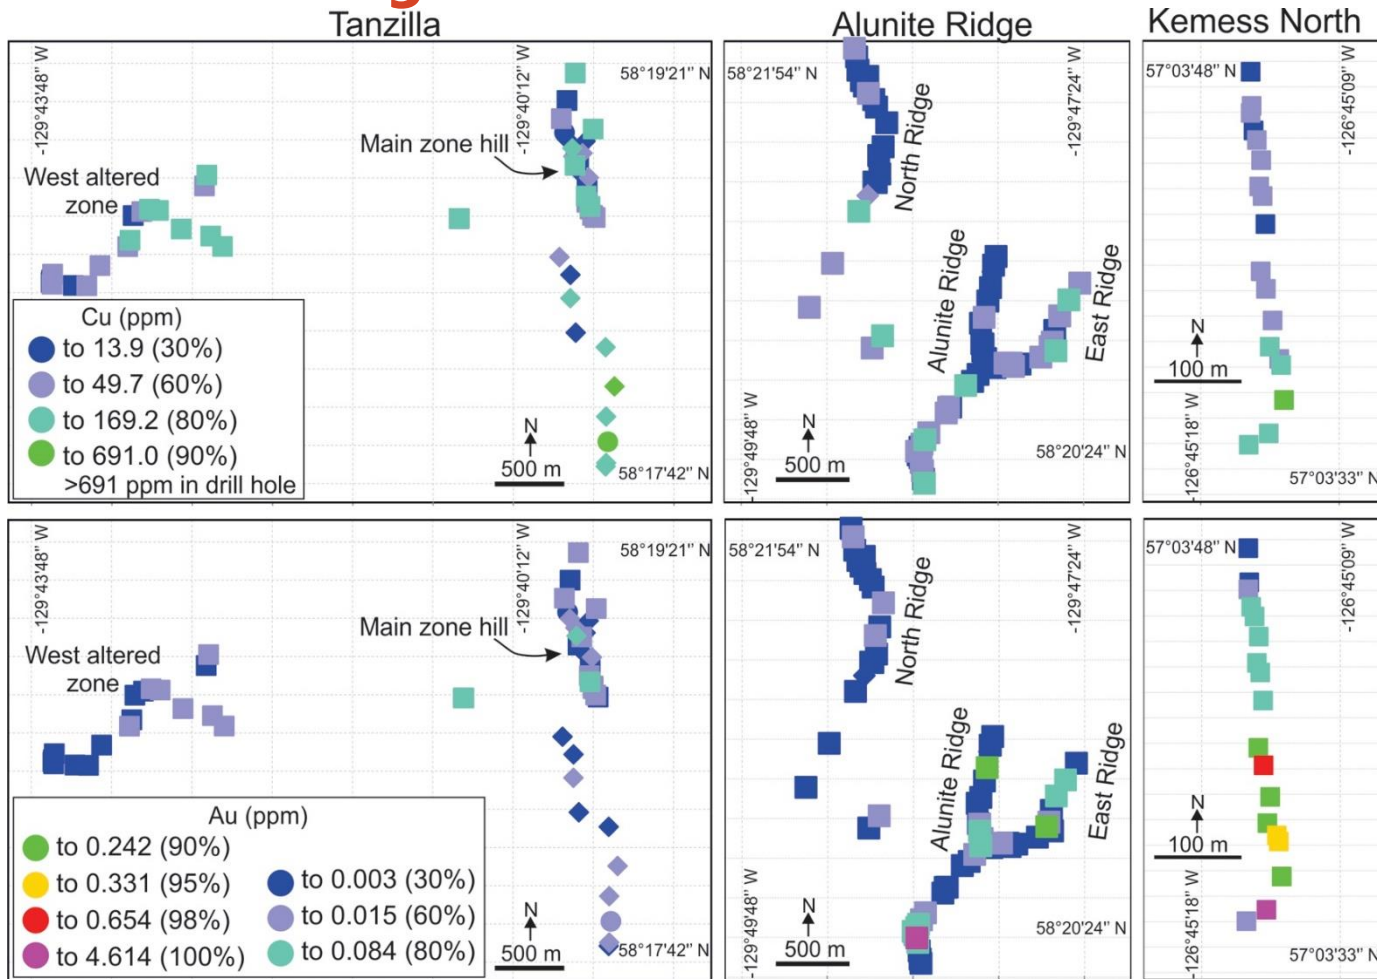 Tanzilla
Alunite Ridge
Kemess North
-129°43'48" W
-129°40'12" W
58°19'21" N
Main zone hill
West altered
zone
Cu (ppm)
to 13.9 (30%)
to 49.7 (60%)
to 169.2 (80%)
to 691.0 (90%)
>691 ppm in drill hole
N
500 m
58°17'42" N
58°21'54" N
-129°47'24" W
North Ridge
Alunite Ridge
East Ridge
-129°49'48" W
N
500 m
58°20'24" N
57°03'48" N
-126°45'09" W
N
100 m
-126°45'18" W
57°03'33" N
-129°43'48" W
-129°40'12" W
58°19'21" N
Main zone hill
West altered
zone
Au (ppm)
to 0.242 (90%)
to 0.331 (95%)
to 0.654 (98%)
to 4.614 (100%)
to 0.003 (30%)
to 0.015 (60%)
to 0.084 (80%)
N
500 m
58°17'42" N
58°21'54" N
-129°47'24" W
North Ridge
Alunite Ridge
East Ridge
-129°49'48" W
N
500 m
58°20'24" N
57°03'48" N
-126°45'09" W
N
100 m
-126°45'18" W
57°03'33" N